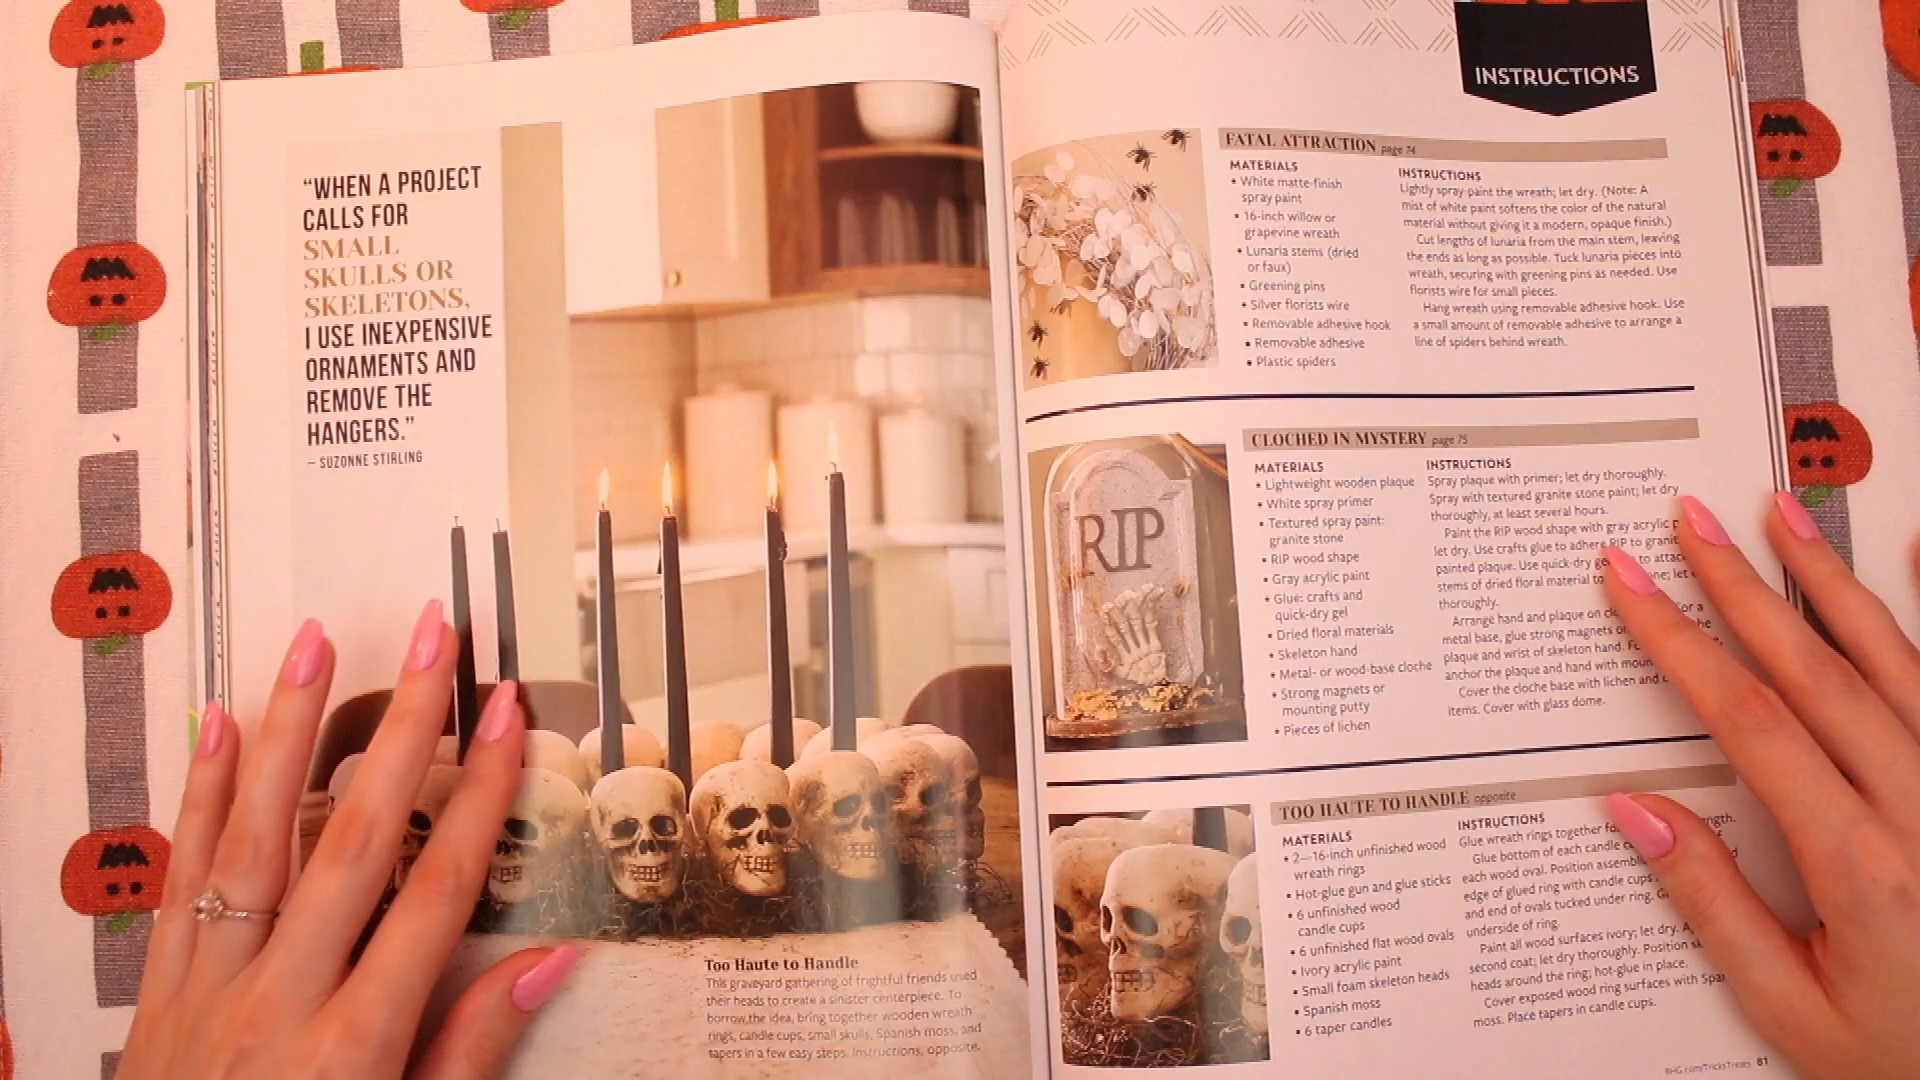 “WHEN A PROJECT
CALLS FOR
SMALL
SKULLS OR
SKELETONS,
I USE INEXPENSIVE
ORNAMENTS AND
REMOVE THE
HANGERS.”
– SUZONNE STIRLING
Too Haute to Handle
This graveyard gathering of frightful friends used
their heads to create a sinister centerpiece. To
borrow the idea, bring together wooden wreath
rings, candle cups, small skulls, Spanish moss, and
tapers in a few easy steps. Instructions, opposite.
INSTRUCTIONS
FATAL ATTRACTION page 74
MATERIALS
• White matte-finish
spray paint
• 16-inch willow or
grapevine wreath
• Lunaria stems (dried
or faux)
• Greening pins
• Silver florists wire
• Removable adhesive hook
• Removable adhesive
• Plastic spiders
INSTRUCTIONS
Lightly spray-paint the wreath; let dry. (Note: A
mist of white paint softens the color of the natural
material without giving it a modern, opaque finish.)
Cut lengths of lunaria from the main stem, leaving
the ends as long as possible. Tuck lunaria pieces into
wreath, securing with greening pins as needed. Use
florists wire for small pieces.
Hang wreath using removable adhesive hook. Use
a small amount of removable adhesive to arrange a
line of spiders behind wreath.
CLOCHED IN MYSTERY page 75
RIP
MATERIALS
• Lightweight wooden plaque
• White spray primer
• Textured spray paint:
granite stone
• RIP wood shape
• Gray acrylic paint
• Glue: crafts and
quick-dry gel
• Dried floral materials
• Skeleton hand
• Metal- or wood-base cloche
• Strong magnets or
mounting putty
• Pieces of lichen
INSTRUCTIONS
Spray plaque with primer; let dry thoroughly.
Spray with textured granite stone paint; let dry
thoroughly, at least several hours.
Paint the RIP wood shape with gray acrylic
let dry. Use crafts glue to adhere RIP to
painted plaque. Use quick-dry to
stems of dried floral material to let
thoroughly.
Arrange hand and plaque on or a
metal base, glue strong magnets
plaque and wrist of skeleton hand.
anchor the plaque and hand with
Cover the cloche base with lichen and
items. Cover with glass dome.
TOO HAUTE TO HANDLE opposite
MATERIALS
• 2—16-inch unfinished wood
wreath rings
• Hot-glue gun and glue sticks
• 6 unfinished wood
candle cups
• 6 unfinished flat wood ovals
• Ivory acrylic paint
• Small foam skeleton heads
• Spanish moss
• 6 taper candles
INSTRUCTIONS
Glue wreath rings together
Glue bottom of each candle
each wood oval. Position
edge of glued ring with candle cups
and end of ovals tucked under ring.
underside of ring.
Paint all wood surfaces ivory; let dry.
second coat; let dry thoroughly. Position
heads around the ring; hot-glue in place.
Cover exposed wood ring surfaces with
moss. Place tapers in candle cups.
BHG.com/TricksTreats 81